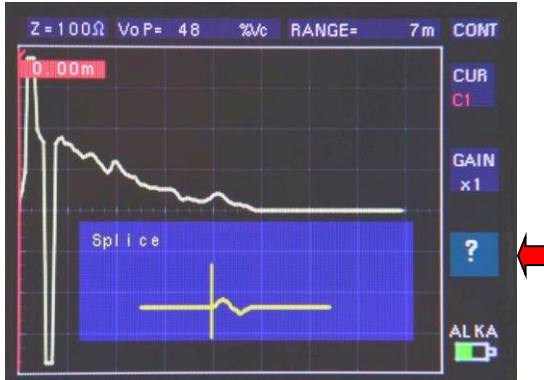 Z=100Ω VoP= 48 %Vc RANGE= 7m CONT
0.00m
CUR
C1
GAIN
x1
Splice
?
ALKA